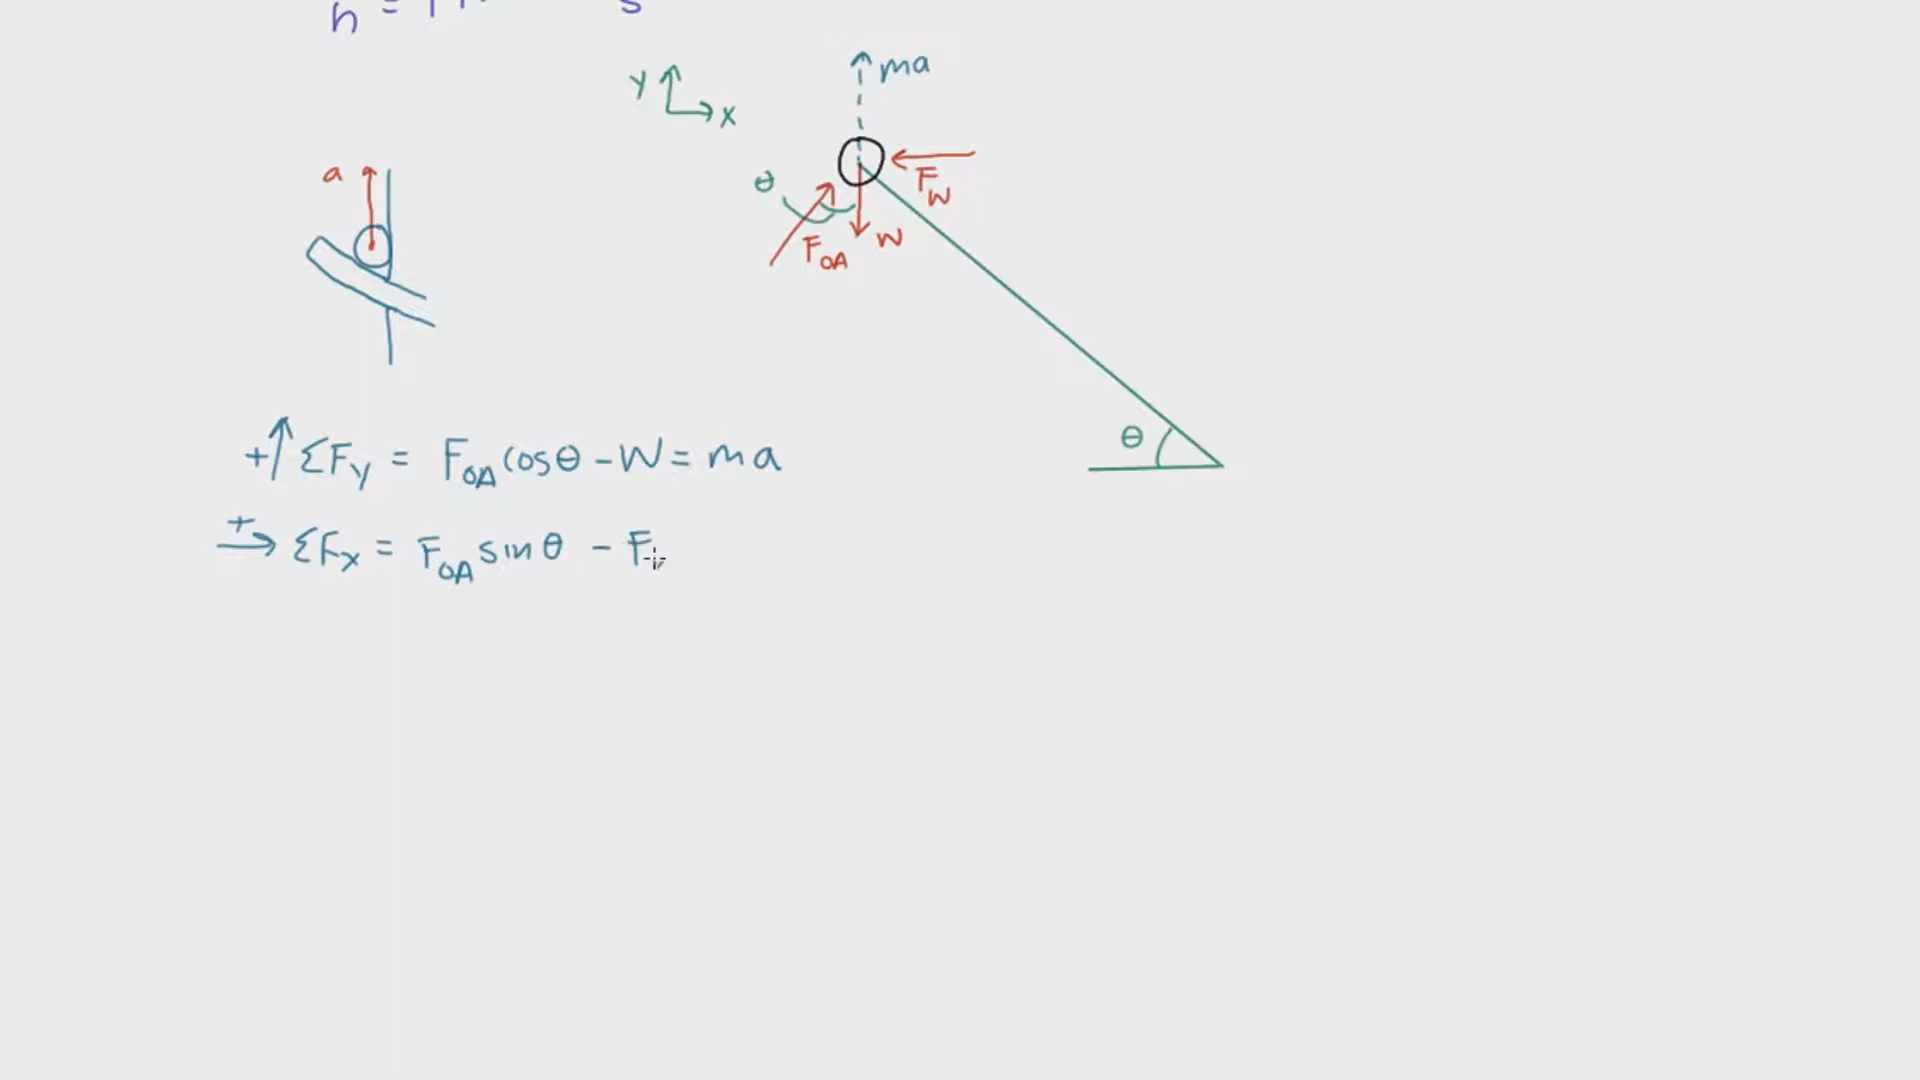 h =
ma
Y
X
a
θ
F_W
F_OA
W
θ
+↑ ΣF_Y = F_OA cosθ - W = ma
+→ ΣF_X = F_OA sinθ - F